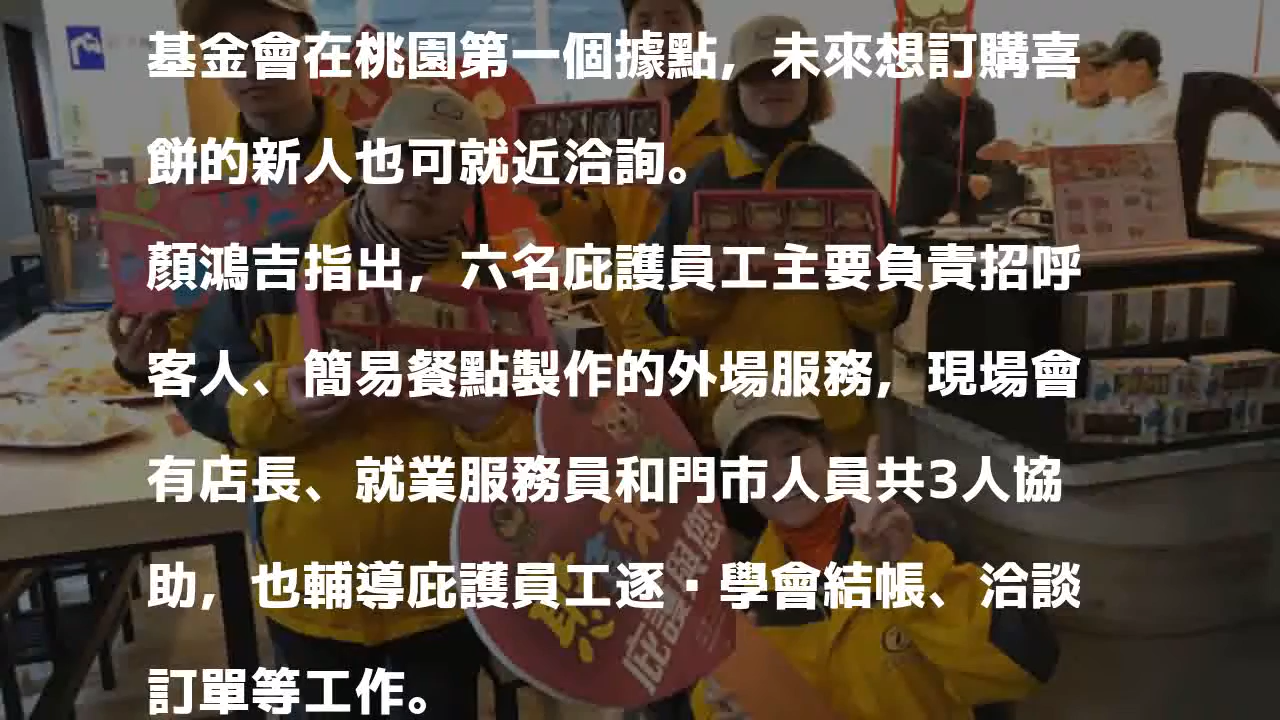 基金會在桃園第一個據點，未來想訂購喜
餅的新人也可就近洽詢。
顏鴻吉指出，六名庇護員工主要負責招呼
客人、簡易餐點製作的外場服務，現場會
有店長、就業服務員和門市人員共3人協
助，也輔導庇護員工逐·學會結帳、洽談
訂單等工作。
庇護與您